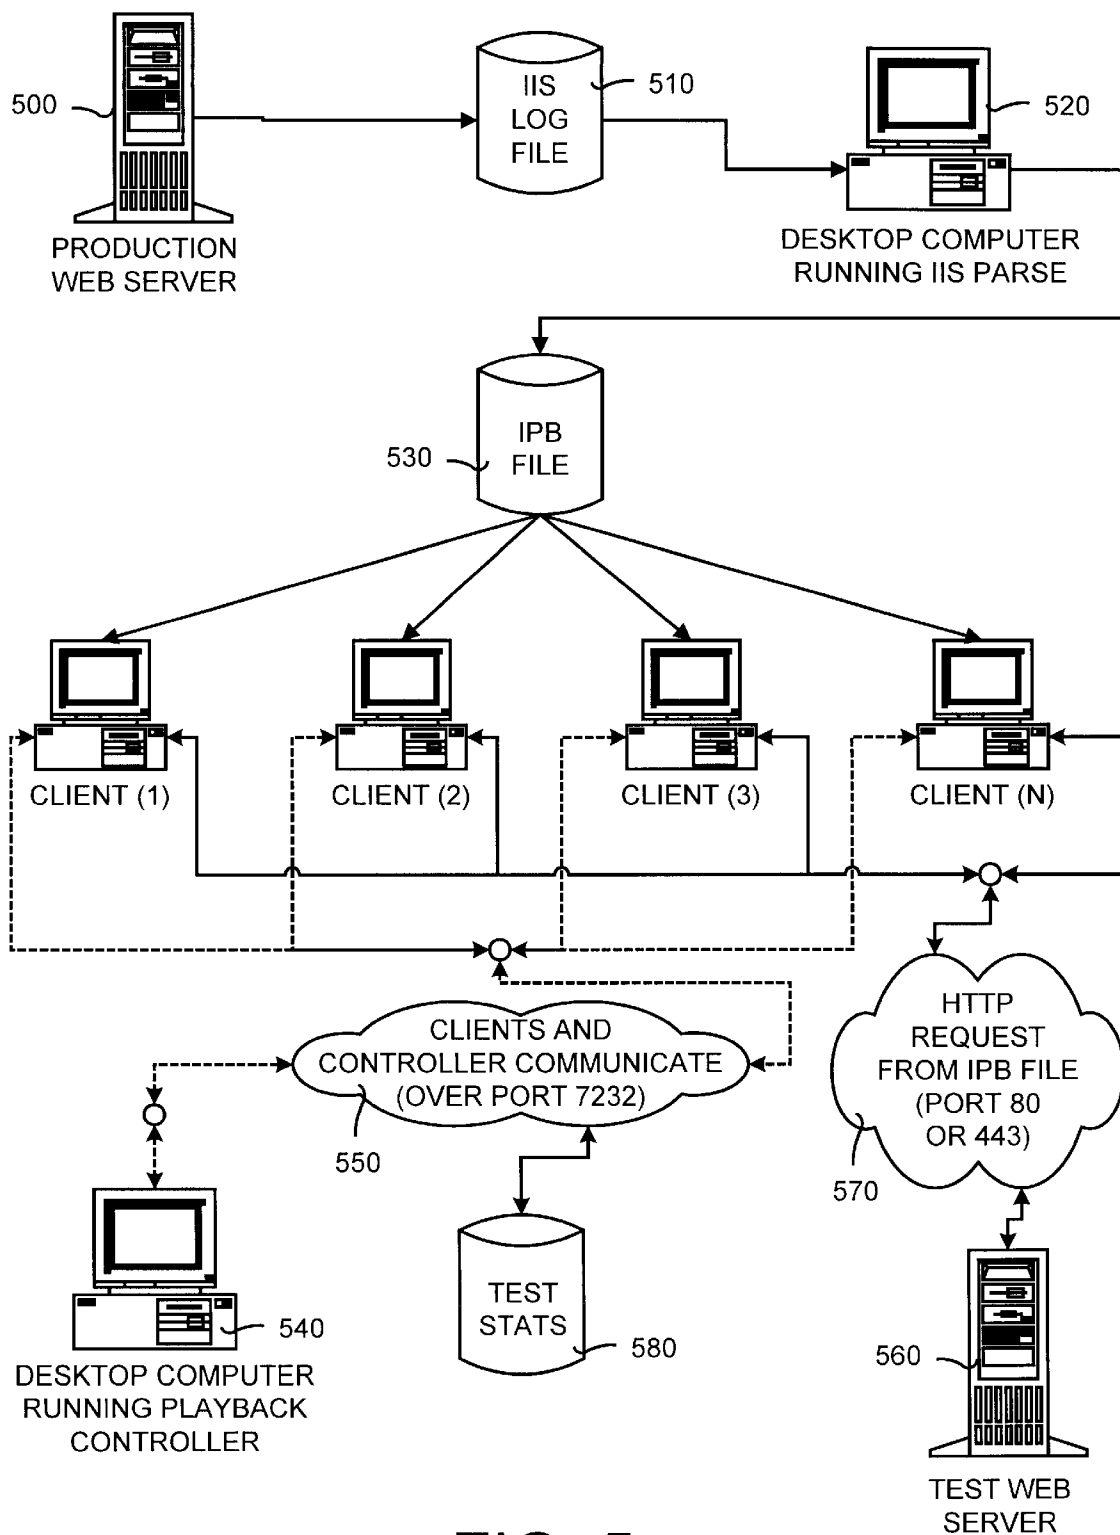 500
IIS
LOG
FILE
510
520
PRODUCTION
WEB SERVER
DESKTOP COMPUTER
RUNNING IIS PARSE
IPB
FILE
530
CLIENT (1)
CLIENT (2)
CLIENT (3)
CLIENT (N)
CLIENTS AND
CONTROLLER COMMUNICATE
(OVER PORT 7232)
550
HTTP
REQUEST
FROM IPB FILE
(PORT 80
OR 443)
570
540
DESKTOP COMPUTER
RUNNING PLAYBACK
CONTROLLER
TEST
STATS
580
560
TEST WEB
SERVER